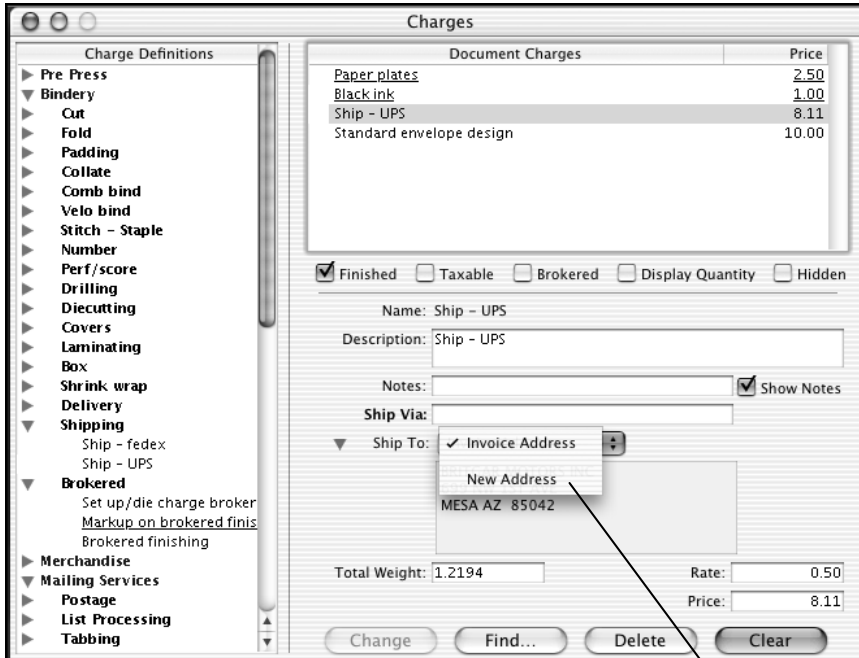 Charges
Charge Definitions
Pre Press
Bindery
Cut
Fold
Padding
Collate
Comb bind
Velo bind
Stitch - Staple
Number
Perf/score
Drilling
Diecutting
Covers
Laminating
Box
Shrink wrap
Delivery
Shipping
Ship - fedex
Ship - UPS
Brokered
Set up/die charge broker
Markup on brokered finis
Brokered finishing
Merchandise
Mailing Services
Postage
List Processing
Tabbing
Document Charges Price
Paper plates 2.50
Black ink 1.00
Ship - UPS 8.11
Standard envelope design 10.00
Finished Taxable Brokered Display Quantity Hidden
Name: Ship - UPS
Description: Ship - UPS
Notes: Show Notes
Ship Via:
Ship To: ✓ Invoice Address
New Address
MESA AZ 85042
Total Weight: 1.2194 Rate: 0.50
Price: 8.11
Change Find... Delete Clear